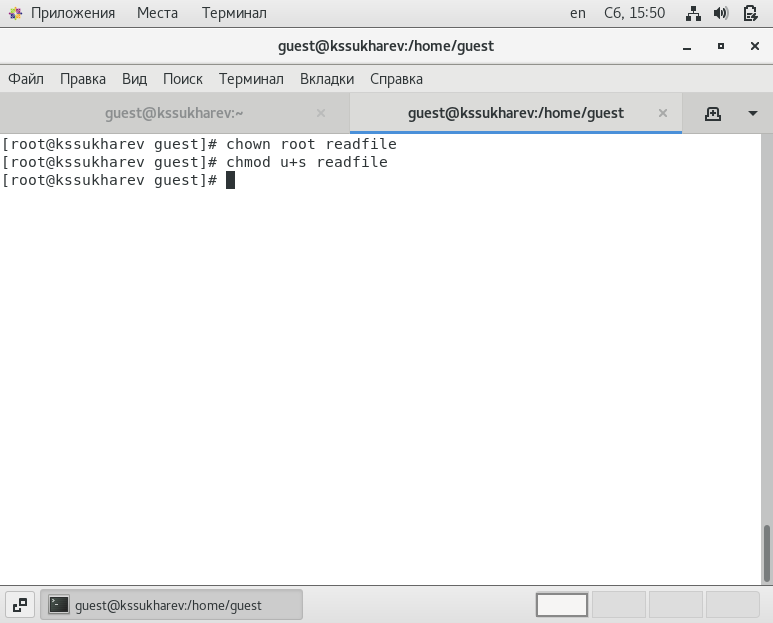 Приложения Места Терминал en Сб, 15:50
guest@kssukharev:/home/guest
Файл Правка Вид Поиск Терминал Вкладки Справка
guest@kssukharev:~ guest@kssukharev:/home/guest
[root@kssukharev guest]# chown root readfile
[root@kssukharev guest]# chmod u+s readfile
[root@kssukharev guest]#
guest@kssukharev:/home/guest